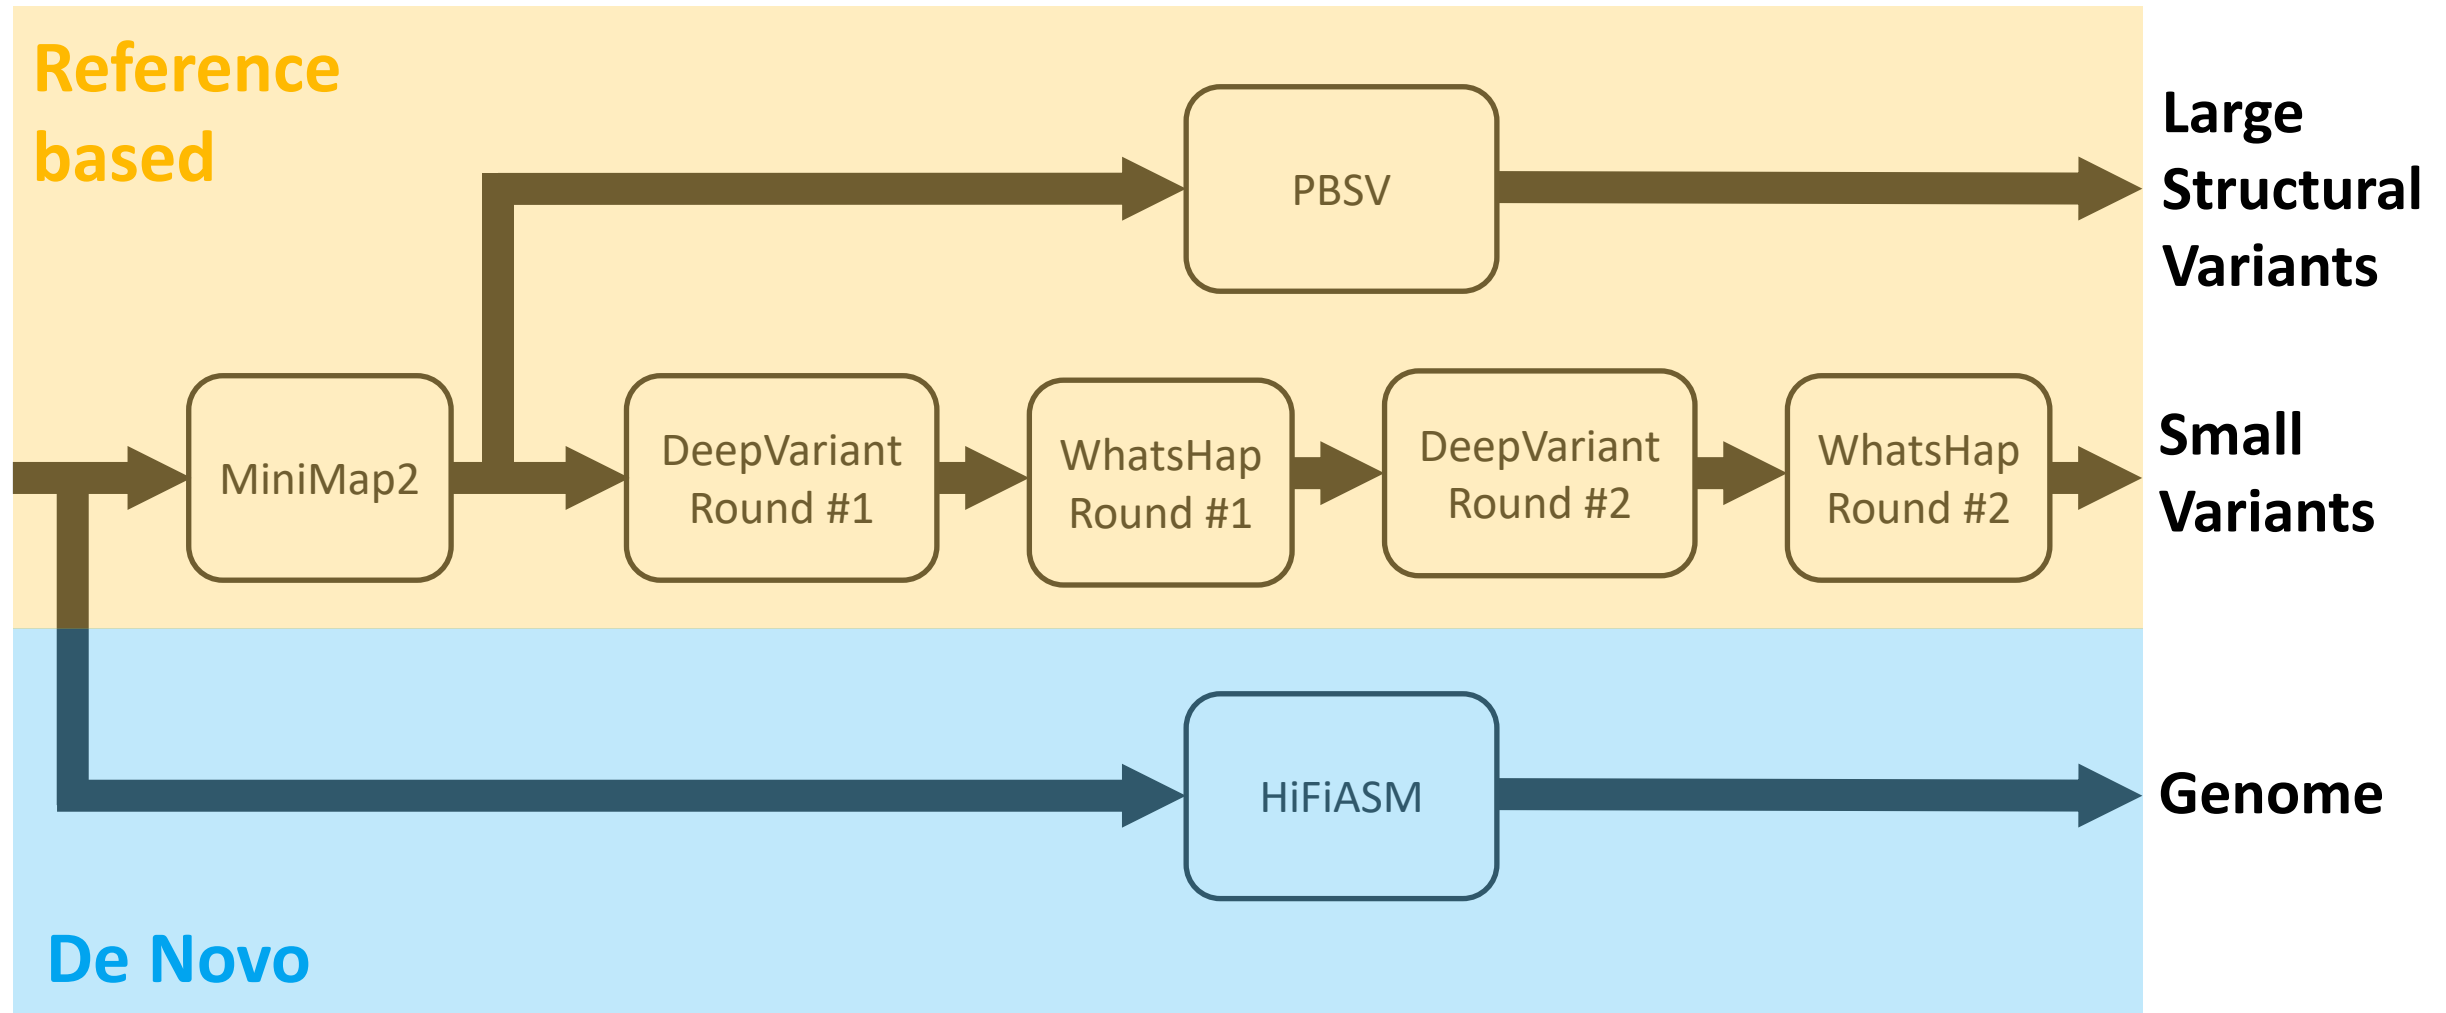 Reference
based
PBSV
Large
Structural
Variants
MiniMap2
DeepVariant
Round #1
WhatsHap
Round #1
DeepVariant
Round #2
WhatsHap
Round #2
Small
Variants
HiFiASM
Genome
De Novo